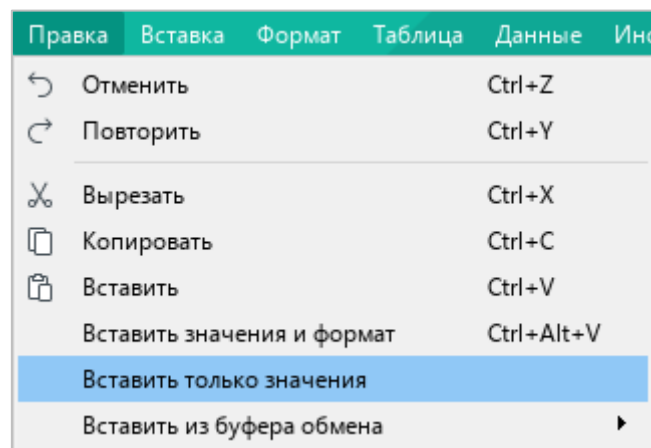 Правка Вставка Формат Таблица Данные
Отменить Ctrl+Z
Повторить Ctrl+Y
Вырезать Ctrl+X
Копировать Ctrl+C
Вставить Ctrl+V
Вставить значения и формат Ctrl+Alt+V
Вставить только значения
Вставить из буфера обмена